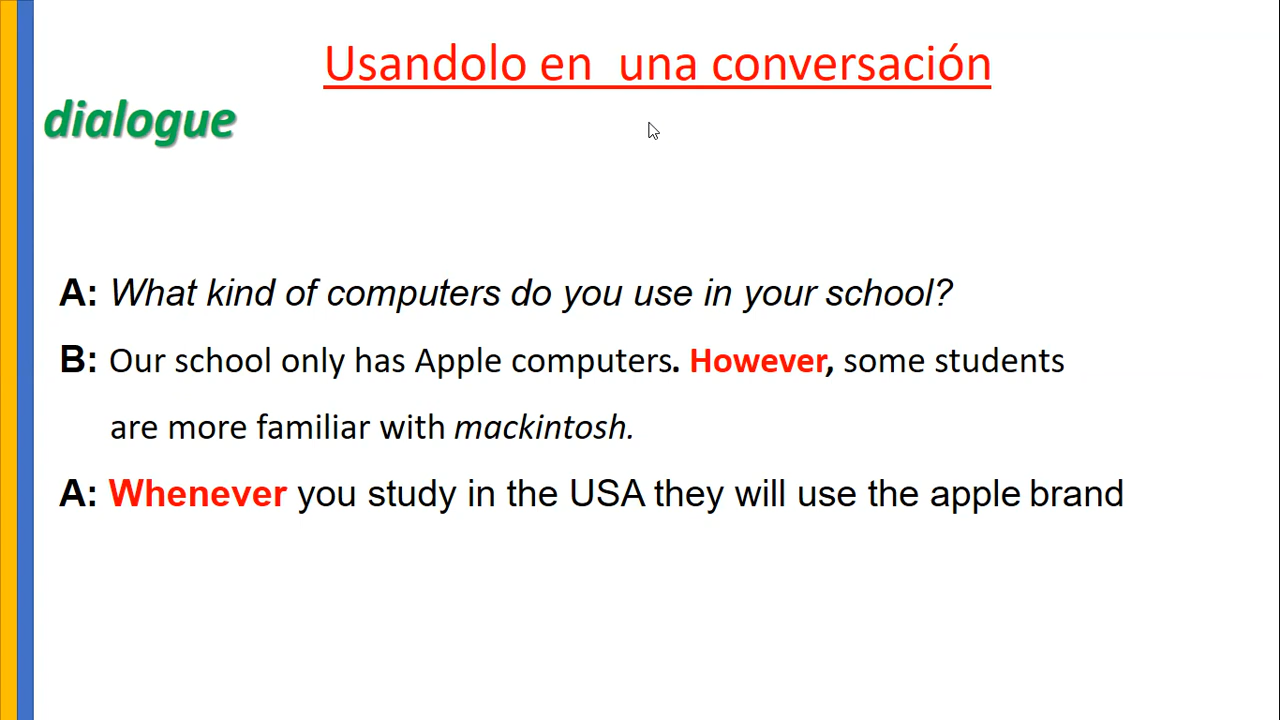 Usandolo en una conversación
dialogue
A: What kind of computers do you use in your school?
B: Our school only has Apple computers. However, some students
are more familiar with mackintosh.
A: Whenever you study in the USA they will use the apple brand